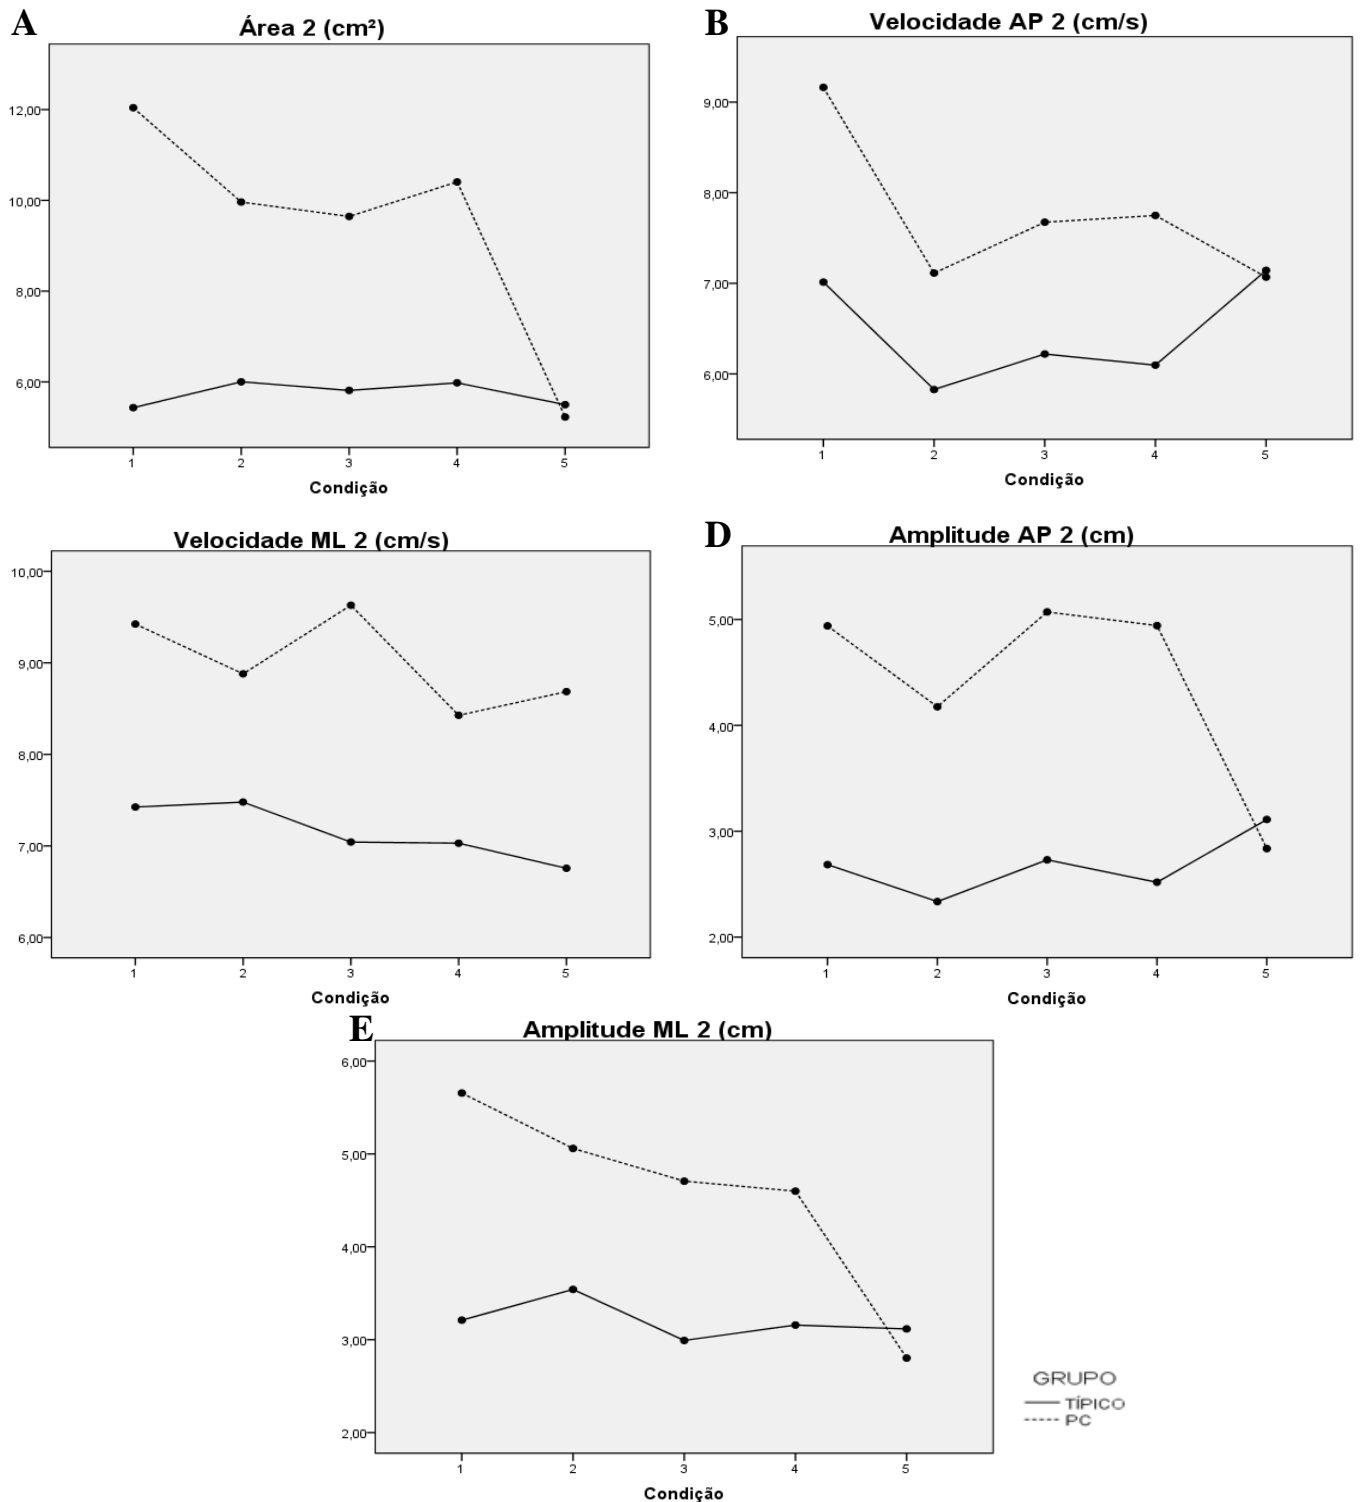 A
Área 2 (cm²)
12,00
10,00
8,00
6,00
1 2 3 4 5
Condição
B
Velocidade AP 2 (cm/s)
9,00
8,00
7,00
6,00
1 2 3 4 5
Condição
Velocidade ML 2 (cm/s)
10,00
9,00
8,00
7,00
6,00
1 2 3 4 5
Condição
D
Amplitude AP 2 (cm)
5,00
4,00
3,00
2,00
1 2 3 4 5
Condição
E
Amplitude ML 2 (cm)
6,00
5,00
4,00
3,00
2,00
1 2 3 4 5
Condição
GRUPO
TÍPICO
PC